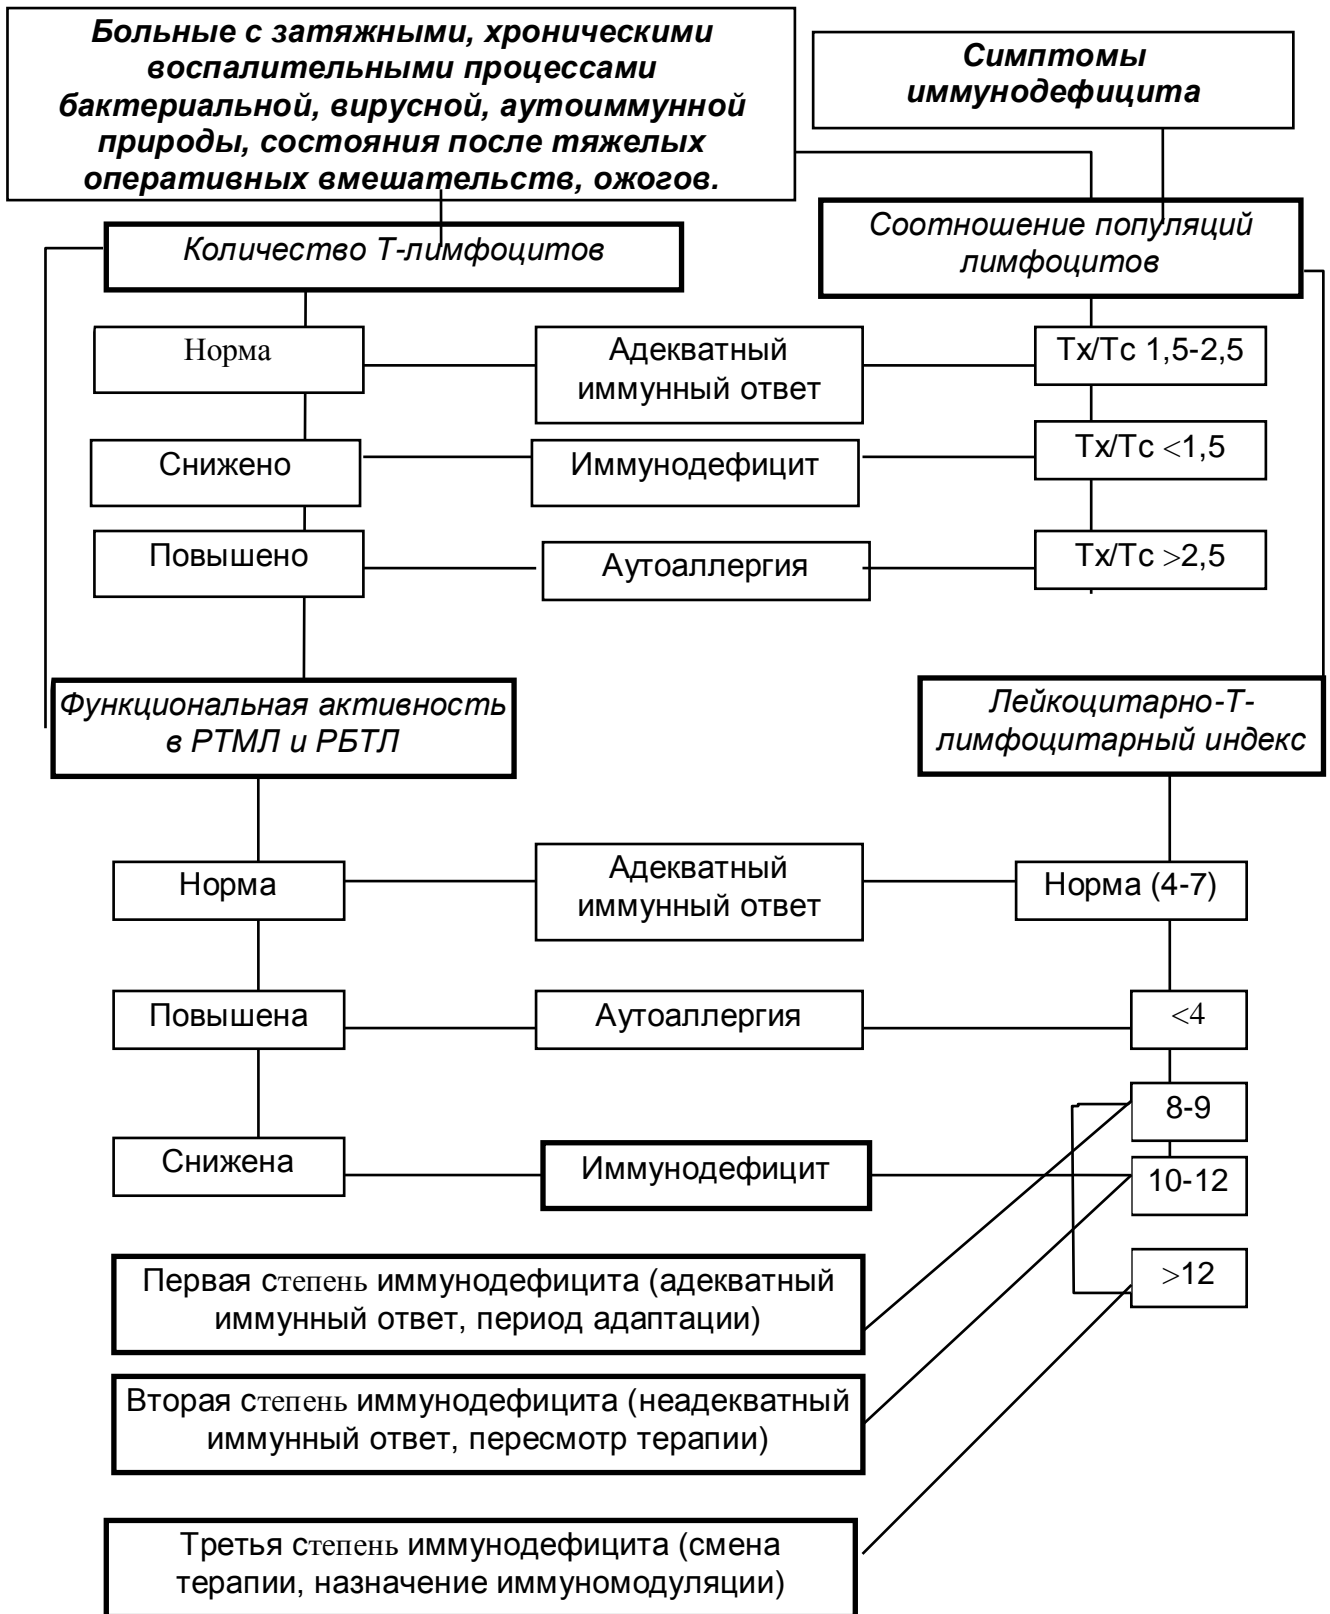 Больные с затяжными, хроническими
воспалительными процессами
бактериальной, вирусной, аутоиммунной
природы, состояния после тяжелых
оперативных вмешательств, ожогов.
Симптомы
иммунодефицита
Количество Т-лимфоцитов
Соотношение популяций
лимфоцитов
Норма
Адекватный
иммунный ответ
Тх/Тс 1,5-2,5
Снижено
Иммунодефицит
Тх/Тс <1,5
Повышено
Аутоаллергия
Тх/Тс >2,5
Функциональная активность
в РТМЛ и РБТЛ
Лейкоцитарно-Т-
лимфоцитарный индекс
Норма
Адекватный
иммунный ответ
Норма (4-7)
Повышена
Аутоаллергия
<4
8-9
Снижена
Иммунодефицит
10-12
Первая степень иммунодефицита (адекватный
иммунный ответ, период адаптации)
>12
Вторая степень иммунодефицита (неадекватный
иммунный ответ, пересмотр терапии)
Третья степень иммунодефицита (смена
терапии, назначение иммуномодуляции)